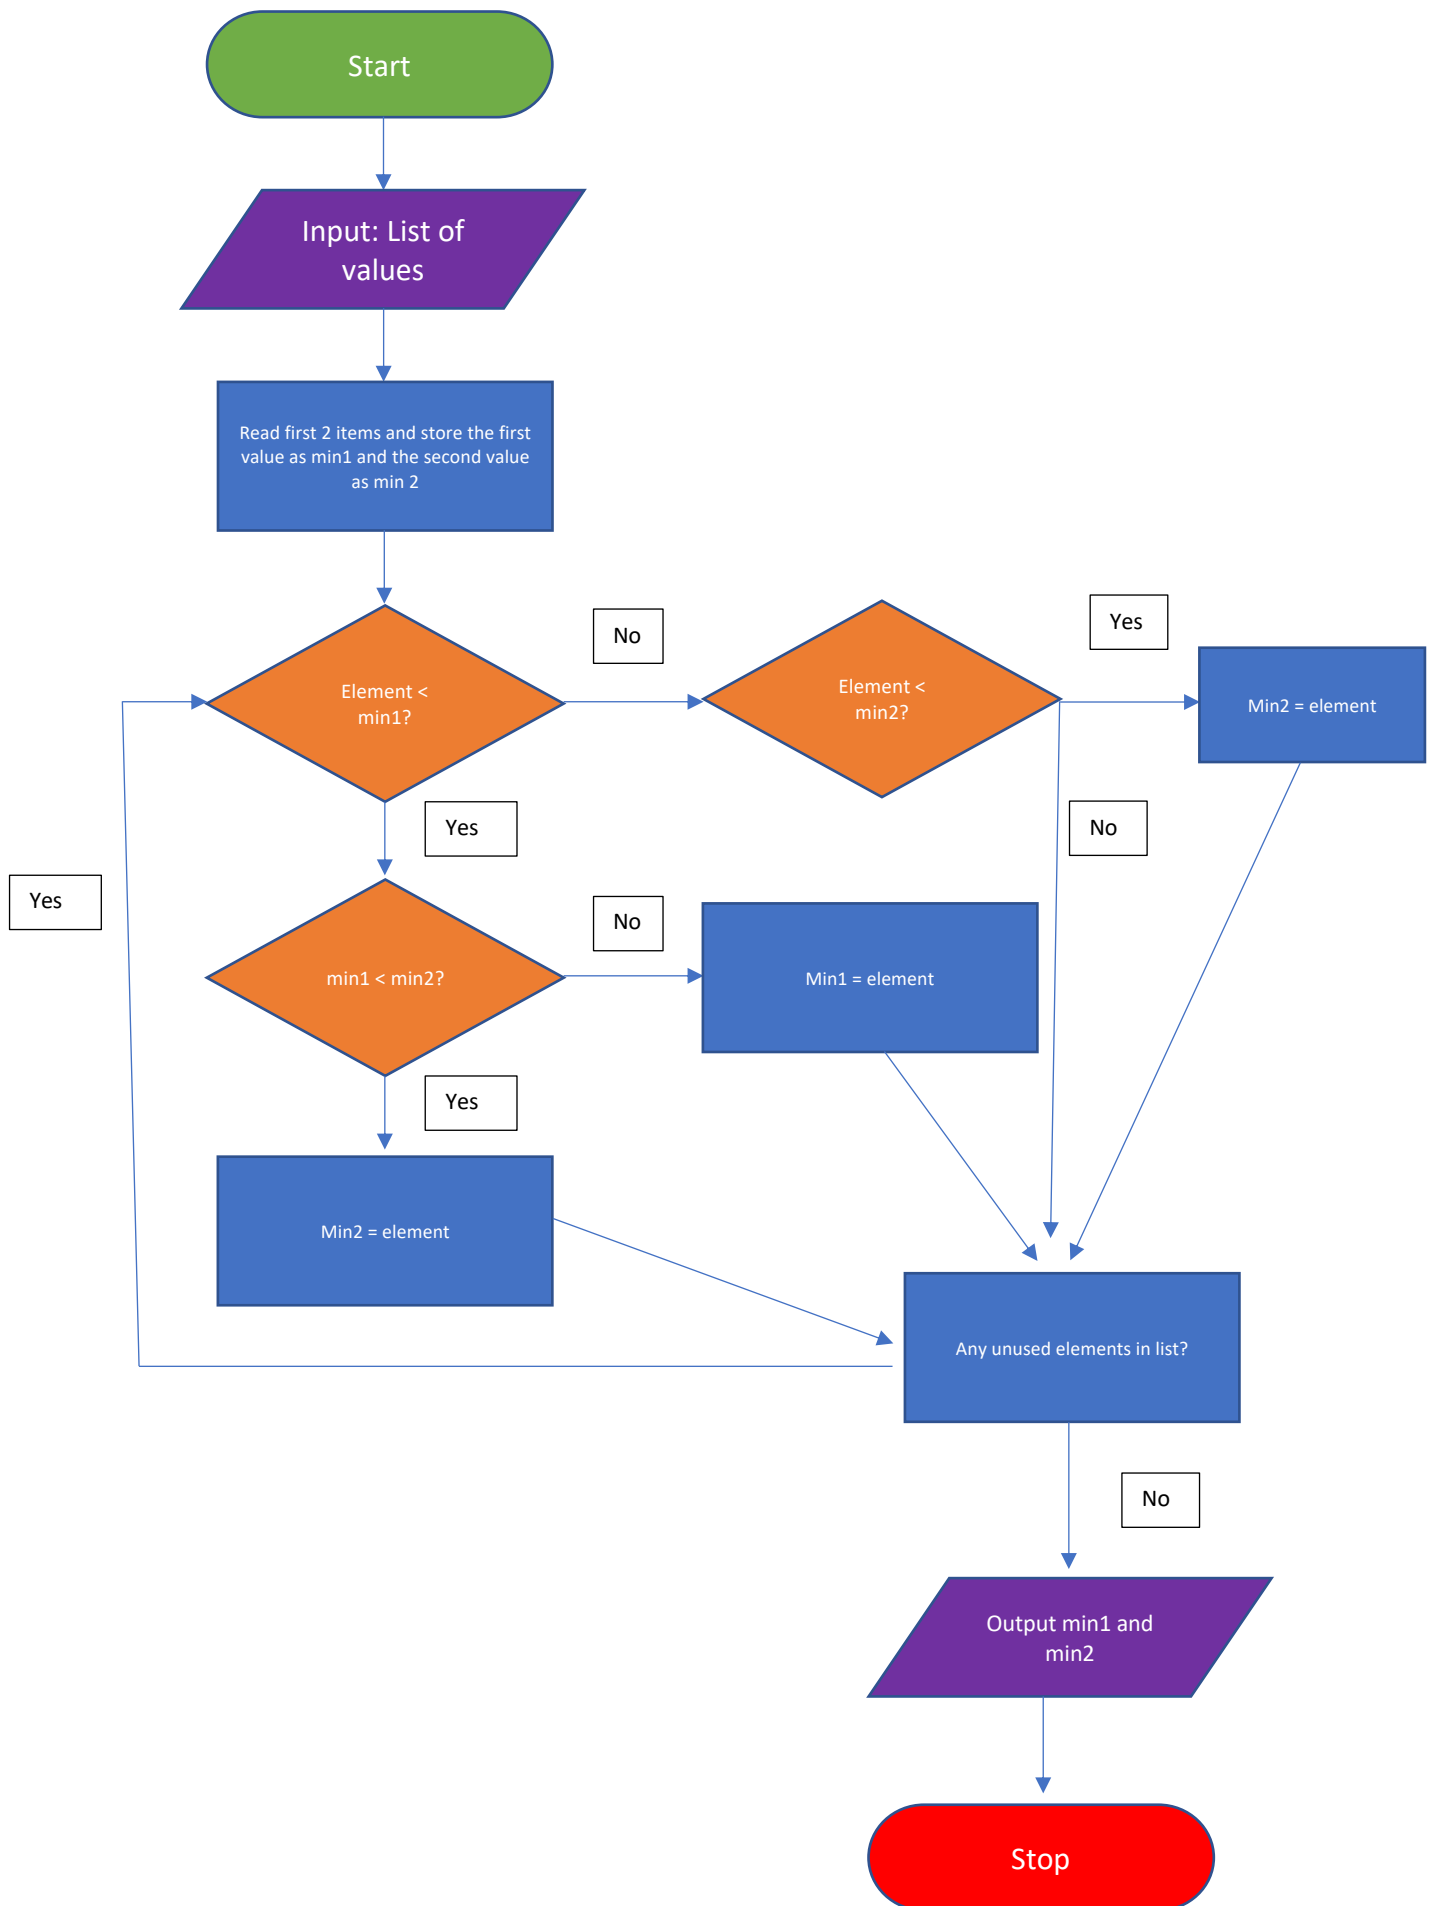 Start
Input: List of
values
Read first 2 items and store the first
value as min1 and the second value
as min 2
Element <
min1?
No
Element <
min2?
Yes
Min2 = element
Yes
No
Yes
min1 < min2?
No
Min1 = element
Yes
Min2 = element
Any unused elements in list?
No
Output min1 and
min2
Stop